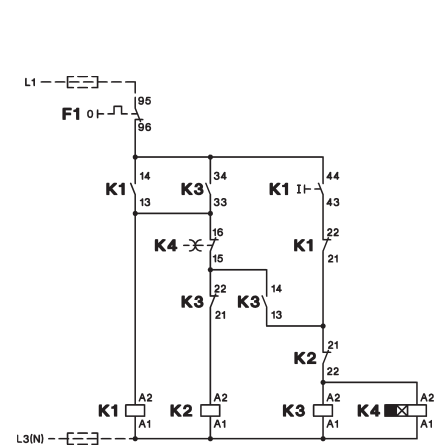 L1
95
F1 0
96
14 34 44
K1 K3 K1 I
13 33 43
16 22
K4 K1
15 21
22 14
K3 K3
21 13
21
K2
22
A2 A2 A2 A2
K1 K2 K3 K4
A1 A1 A1 A1
L3(N)